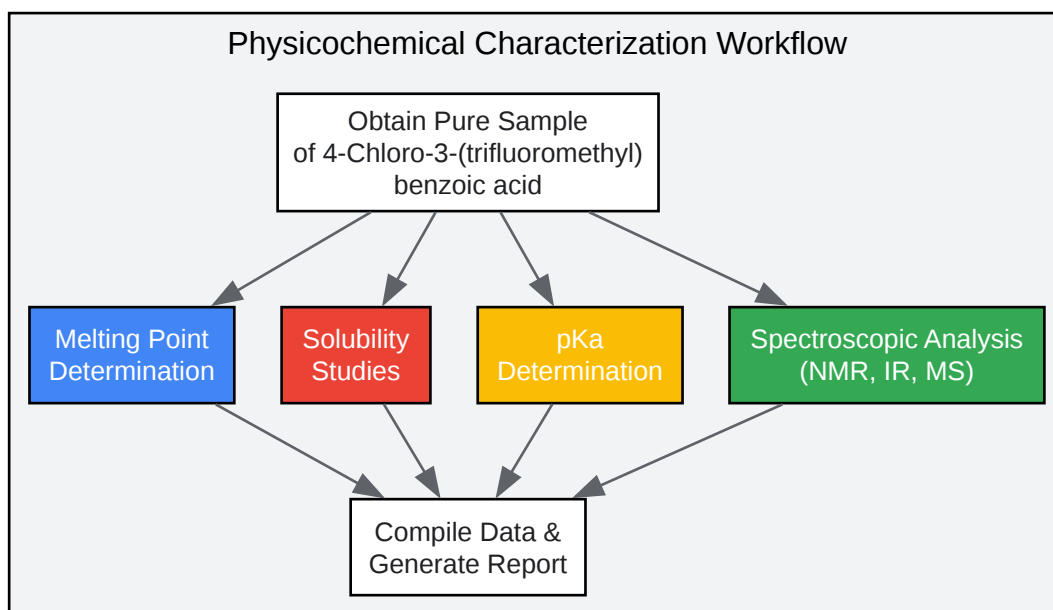 Physicochemical Characterization Workflow
Obtain Pure Sample
of 4-Chloro-3-(trifluoromethyl)
benzoic acid
Melting Point
Determination
Solubility
Studies
pKa
Determination
Spectroscopic Analysis
(NMR, IR, MS)
Compile Data &
Generate Report